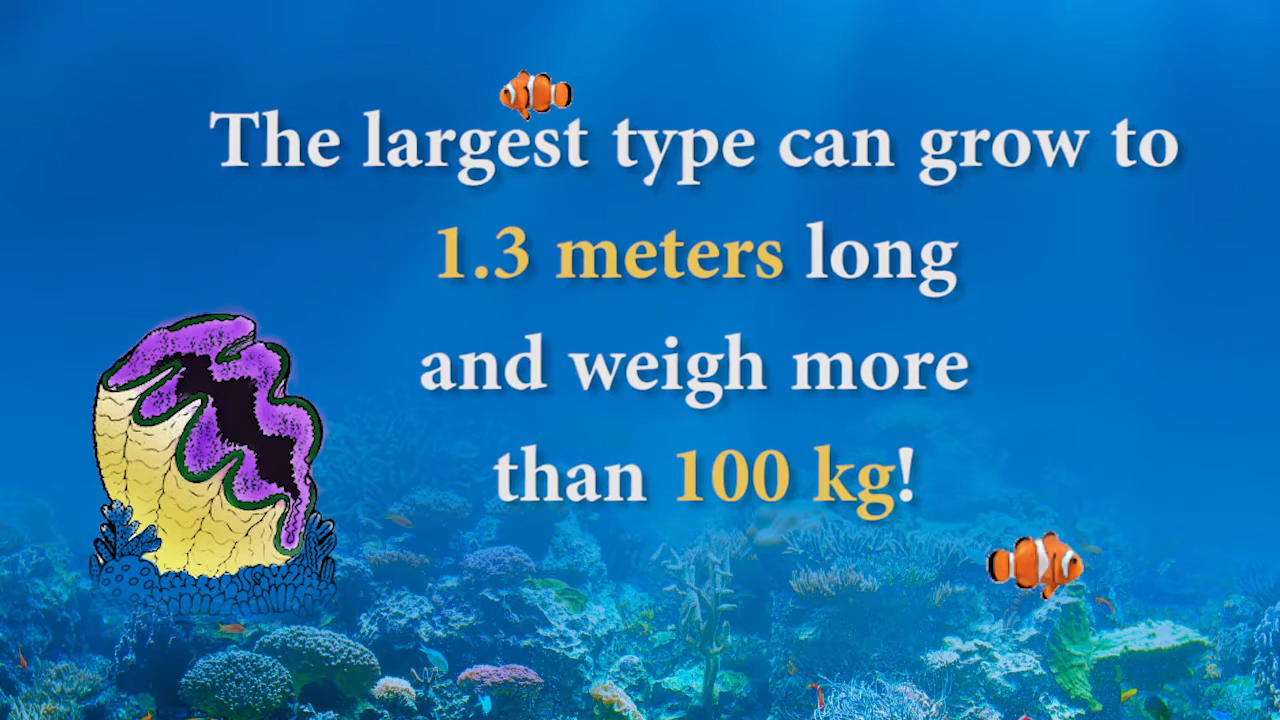 The largest type can grow to
1.3 meters long
and weigh more
than 100 kg!